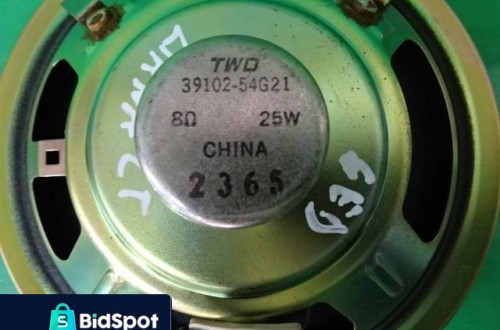 TWD
39102-54G21
8Ω 25W
CHINA
2365
S BidSpot